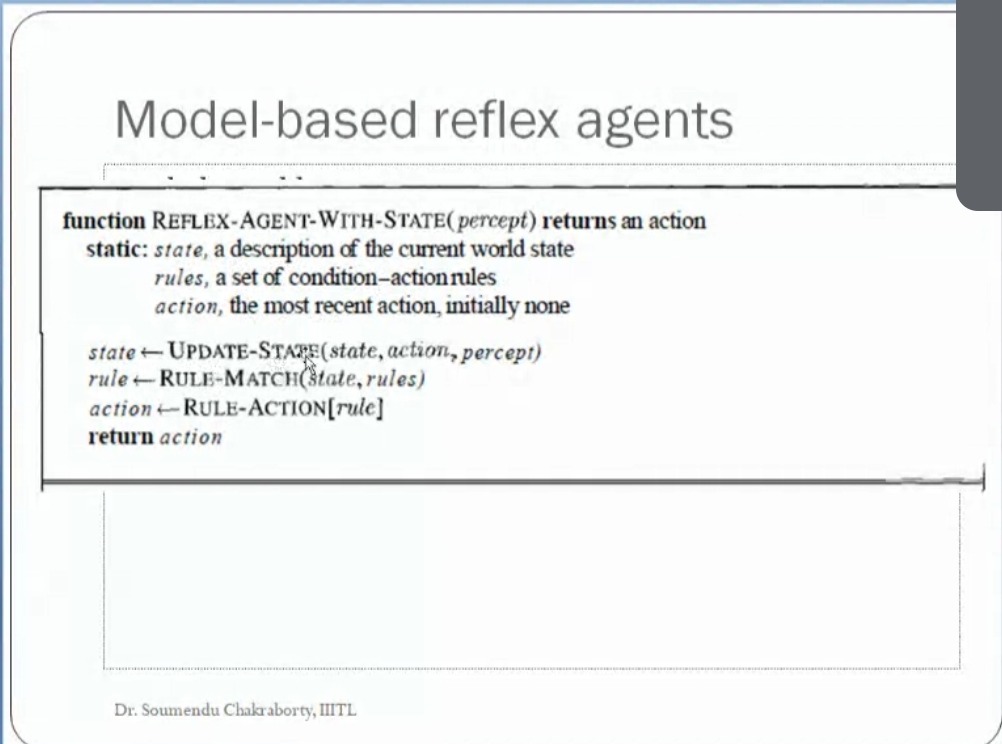 Model-based reflex agents
function REFLEX-AGENT-WITH-STATE(percept) returns an action
static: state, a description of the current world state
rules, a set of condition–action rules
action, the most recent action, initially none
state ← UPDATE-STATE(state, action, percept)
rule ← RULE-MATCH(state, rules)
action ← RULE-ACTION[rule]
return action
Dr. Soumendu Chakraborty, IIITL